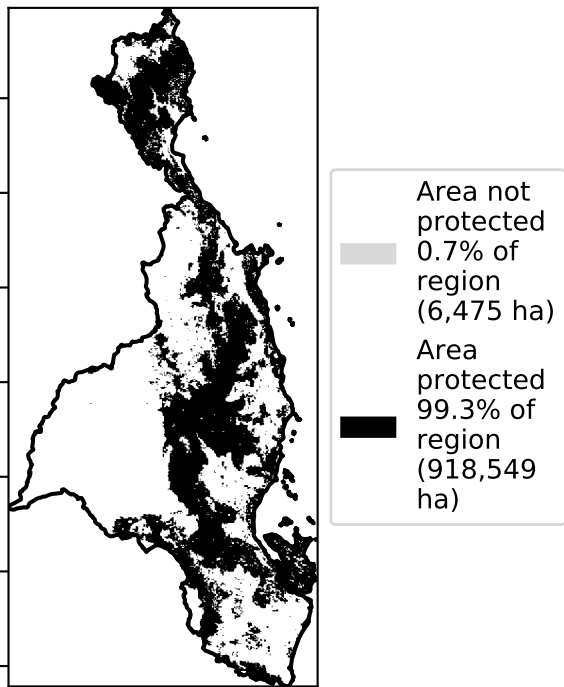 Area not
protected
0.7% of
region
(6,475 ha)
Area
protected
99.3% of
region
(918,549
ha)